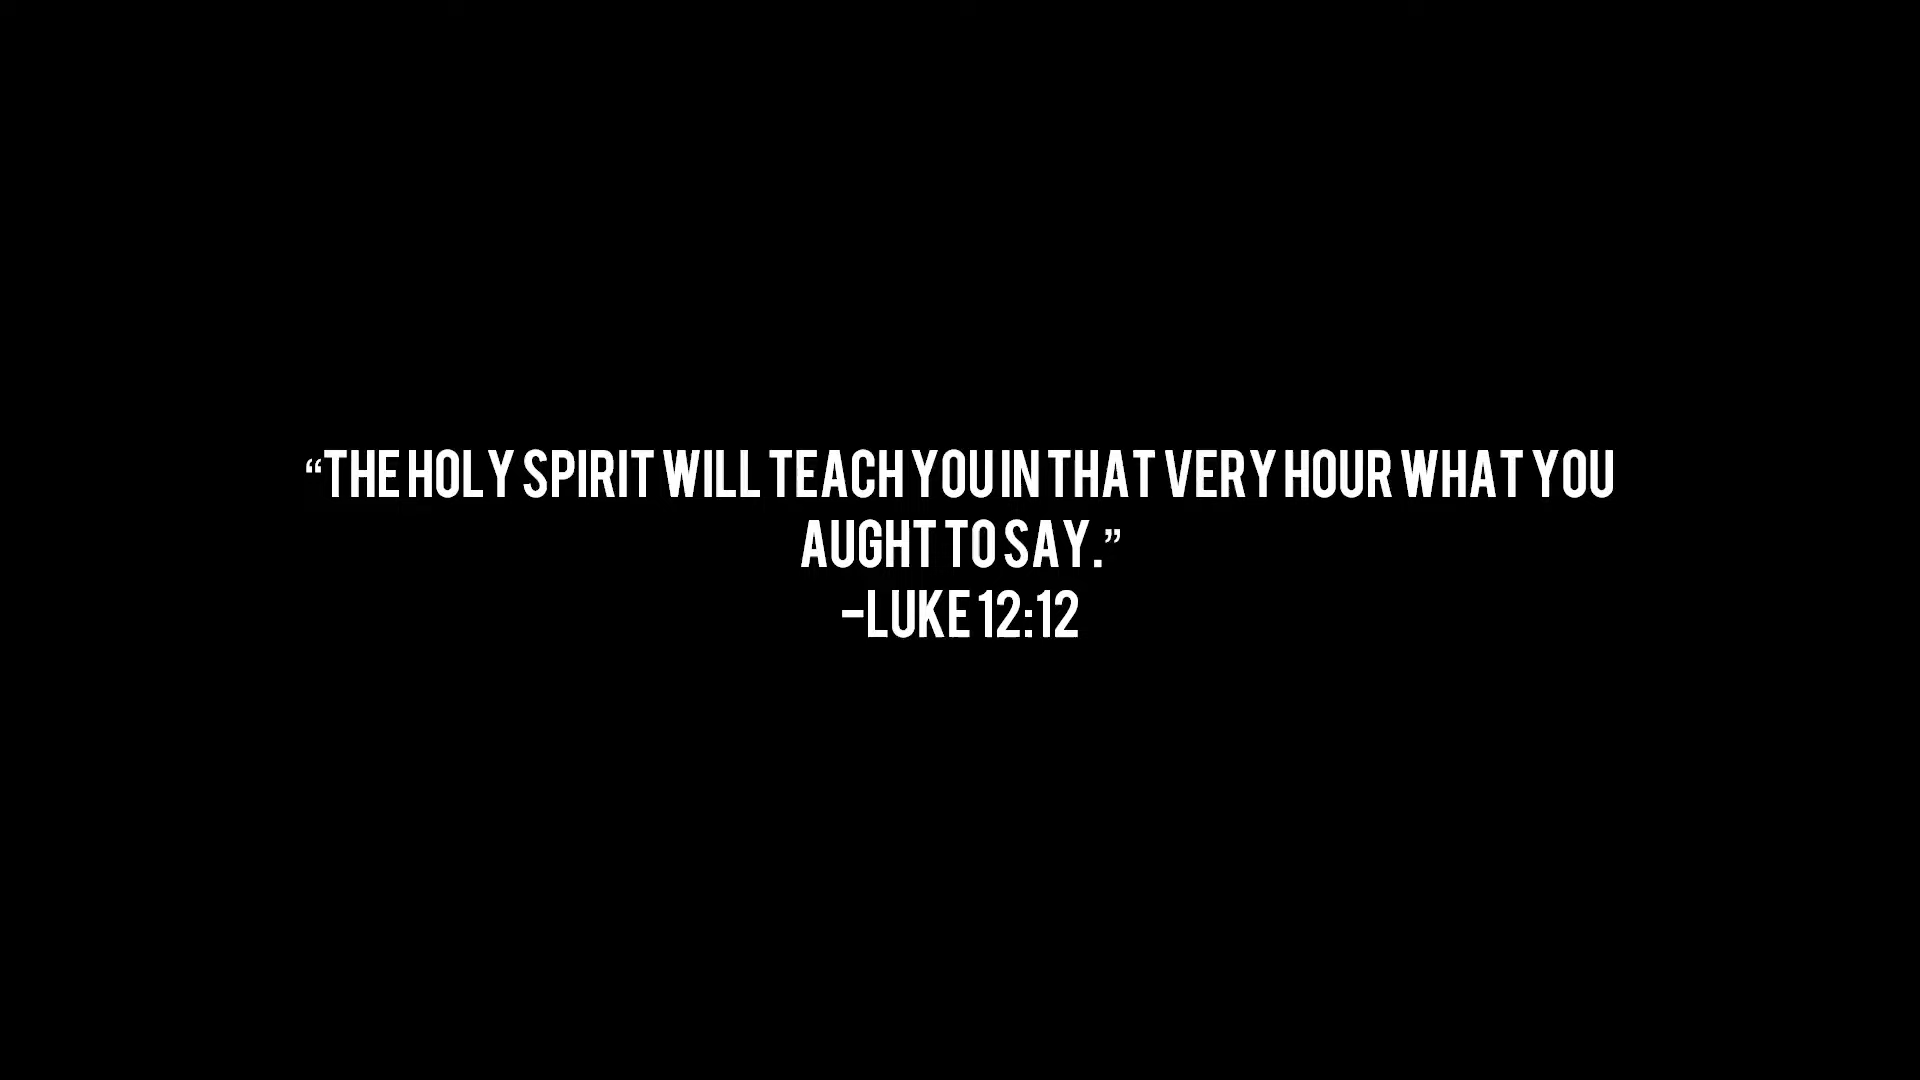 “THE HOLY SPIRIT WILL TEACH YOU IN THAT VERY HOUR WHAT YOU
AUGHT TO SAY.”
-LUKE 12:12